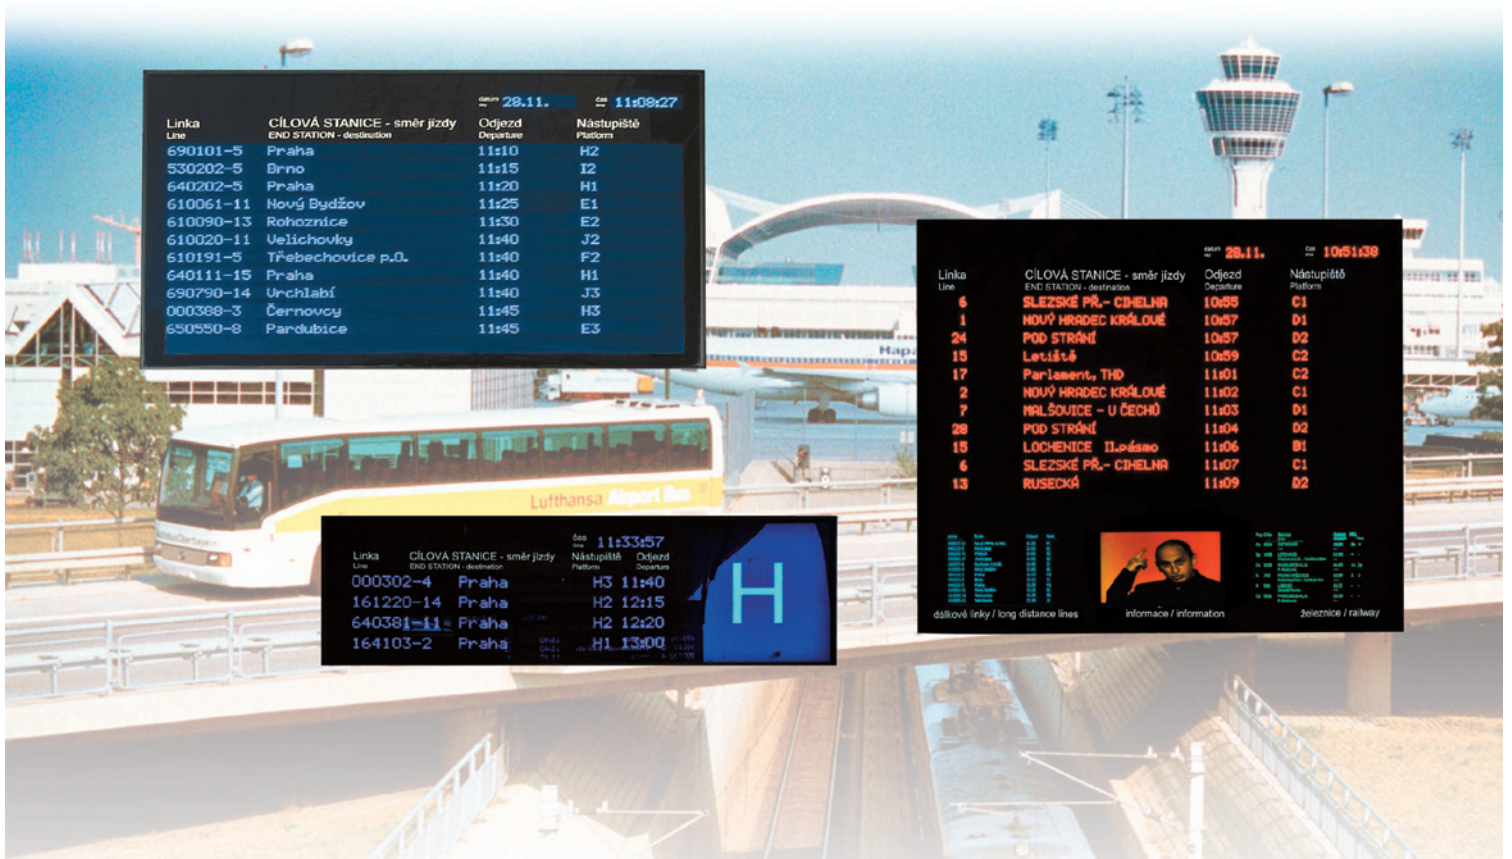 datum 28.11. čas 11:08:27
Linka CÍLOVÁ STANICE - směr jízdy Odjezd Nástupiště
Line END STATION - destination Departure Platform
690101-5 Praha 11:10 H2
530202-5 Brno 11:15 I2
640202-5 Praha 11:20 H1
610061-11 Nový Bydžov 11:25 E1
610090-13 Rohoznice 11:30 E2
610020-11 Velichovky 11:40 J2
610191-5 Třebechovice p.O. 11:40 F2
640111-15 Praha 11:40 H1
690790-14 Vrchlabí 11:40 J3
000388-3 Černovcy 11:45 H3
650550-8 Pardubice 11:45 E3
datum 28.11. čas 10:51:38
Linka CÍLOVÁ STANICE - směr jízdy Odjezd Nástupiště
Line END STATION - destination Departure Platform
6 SLEZSKÉ PŘ.- CIHELNA 10:55 C1
1 NOVÝ HRADEC KRÁLOVÉ 10:57 D1
24 POD STRÁNÍ 10:57 D2
15 Letiště 10:59 C2
17 Parlament, THD 11:01 C2
2 NOVÝ HRADEC KRÁLOVÉ 11:02 C1
7 MALŠOVICE - U ČECHŮ 11:03 D1
28 POD STRÁNÍ 11:04 D2
15 LOCHENICE II.pásmo 11:06 B1
6 SLEZSKÉ PŘ.- CIHELNA 11:07 C1
13 RUSECKÁ 11:09 D2
dálkové linky / long distance lines informace / information železnice / railway
Hapa
Lufthansa Airport Bus
čas 11:33:57
Linka CÍLOVÁ STANICE - směr jízdy Nástupiště Odjezd
Line END STATION - destination Platform Departure
000302-4 Praha H3 11:40
161220-14 Praha H2 12:15
640381-11 Praha H2 12:20
164103-2 Praha H1 13:00
H